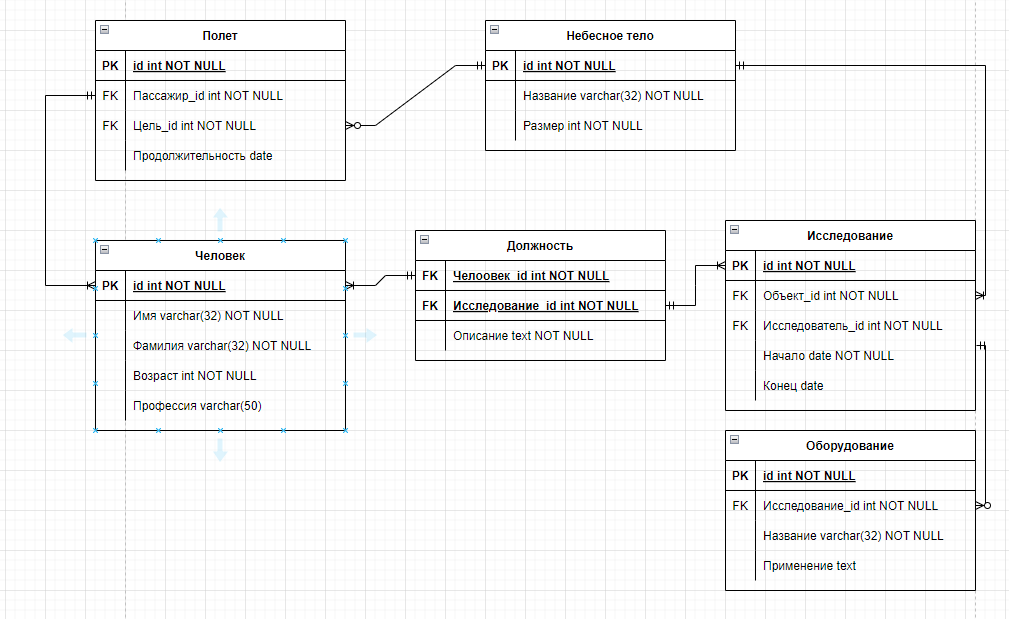 Полет
PK id int NOT NULL
FK Пассажир_id int NOT NULL
FK Цель_id int NOT NULL
Продолжительность date
Небесное тело
PK id int NOT NULL
Название varchar(32) NOT NULL
Размер int NOT NULL
Человек
PK id int NOT NULL
Имя varchar(32) NOT NULL
Фамилия varchar(32) NOT NULL
Возраст int NOT NULL
Профессия varchar(50)
Должность
FK Челоовек_id int NOT NULL
FK Исследование_id int NOT NULL
Описание text NOT NULL
Исследование
PK id int NOT NULL
FK Объект_id int NOT NULL
FK Исследователь_id int NOT NULL
Начало date NOT NULL
Конец date
Оборудование
PK id int NOT NULL
FK Исследование_id int NOT NULL
Название varchar(32) NOT NULL
Применение text